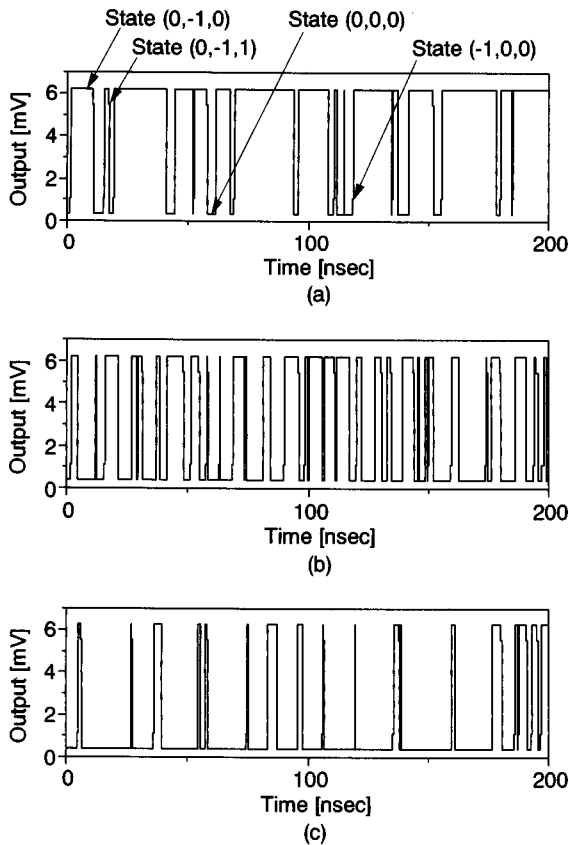 State (0,-1,0)
State (0,0,0)
State (0,-1,1)
State (-1,0,0)
Output [mV]
6
4
2
0
0
100
200
Time [nsec]
(a)
Output [mV]
6
4
2
0
0
100
200
Time [nsec]
(b)
Output [mV]
6
4
2
0
0
100
200
Time [nsec]
(c)